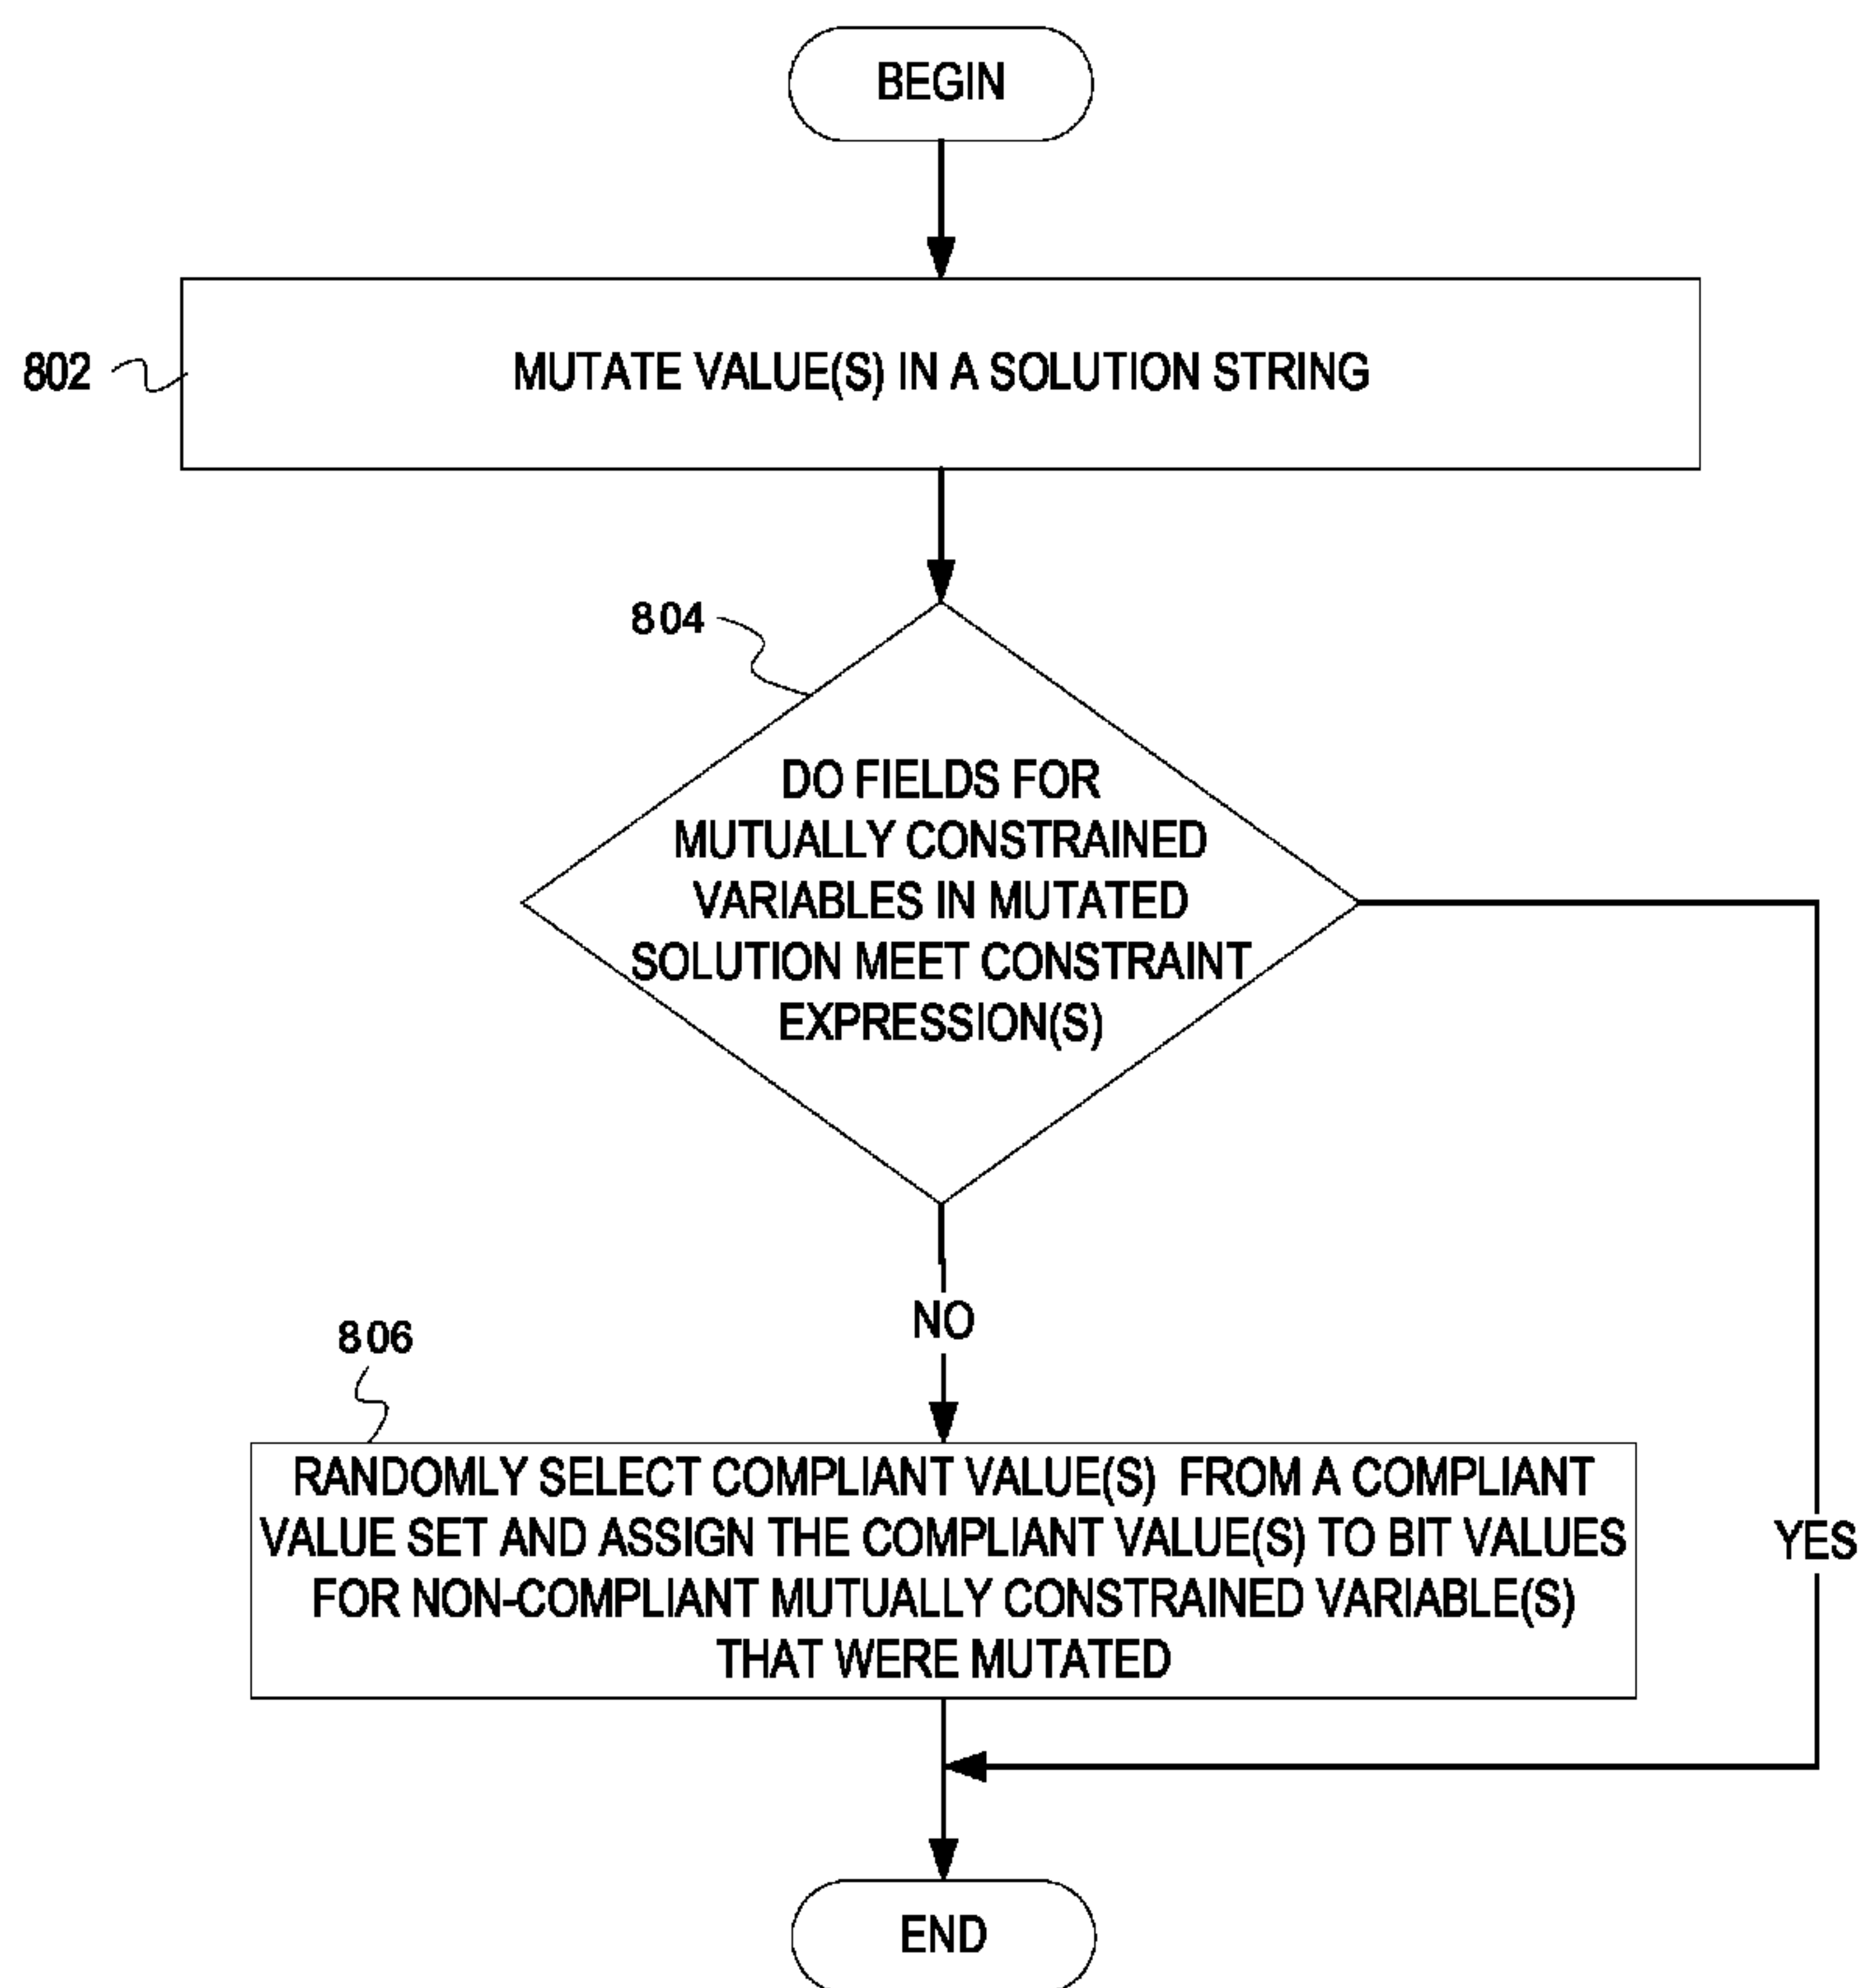 BEGIN
802
MUTATE VALUE(S) IN A SOLUTION STRING
804
DO FIELDS FOR
MUTUALLY CONSTRAINED
VARIABLES IN MUTATED
SOLUTION MEET CONSTRAINT
EXPRESSION(S)
NO
806
RANDOMLY SELECT COMPLIANT VALUE(S) FROM A COMPLIANT
VALUE SET AND ASSIGN THE COMPLIANT VALUE(S) TO BIT VALUES
FOR NON-COMPLIANT MUTUALLY CONSTRAINED VARIABLE(S)
THAT WERE MUTATED
YES
END